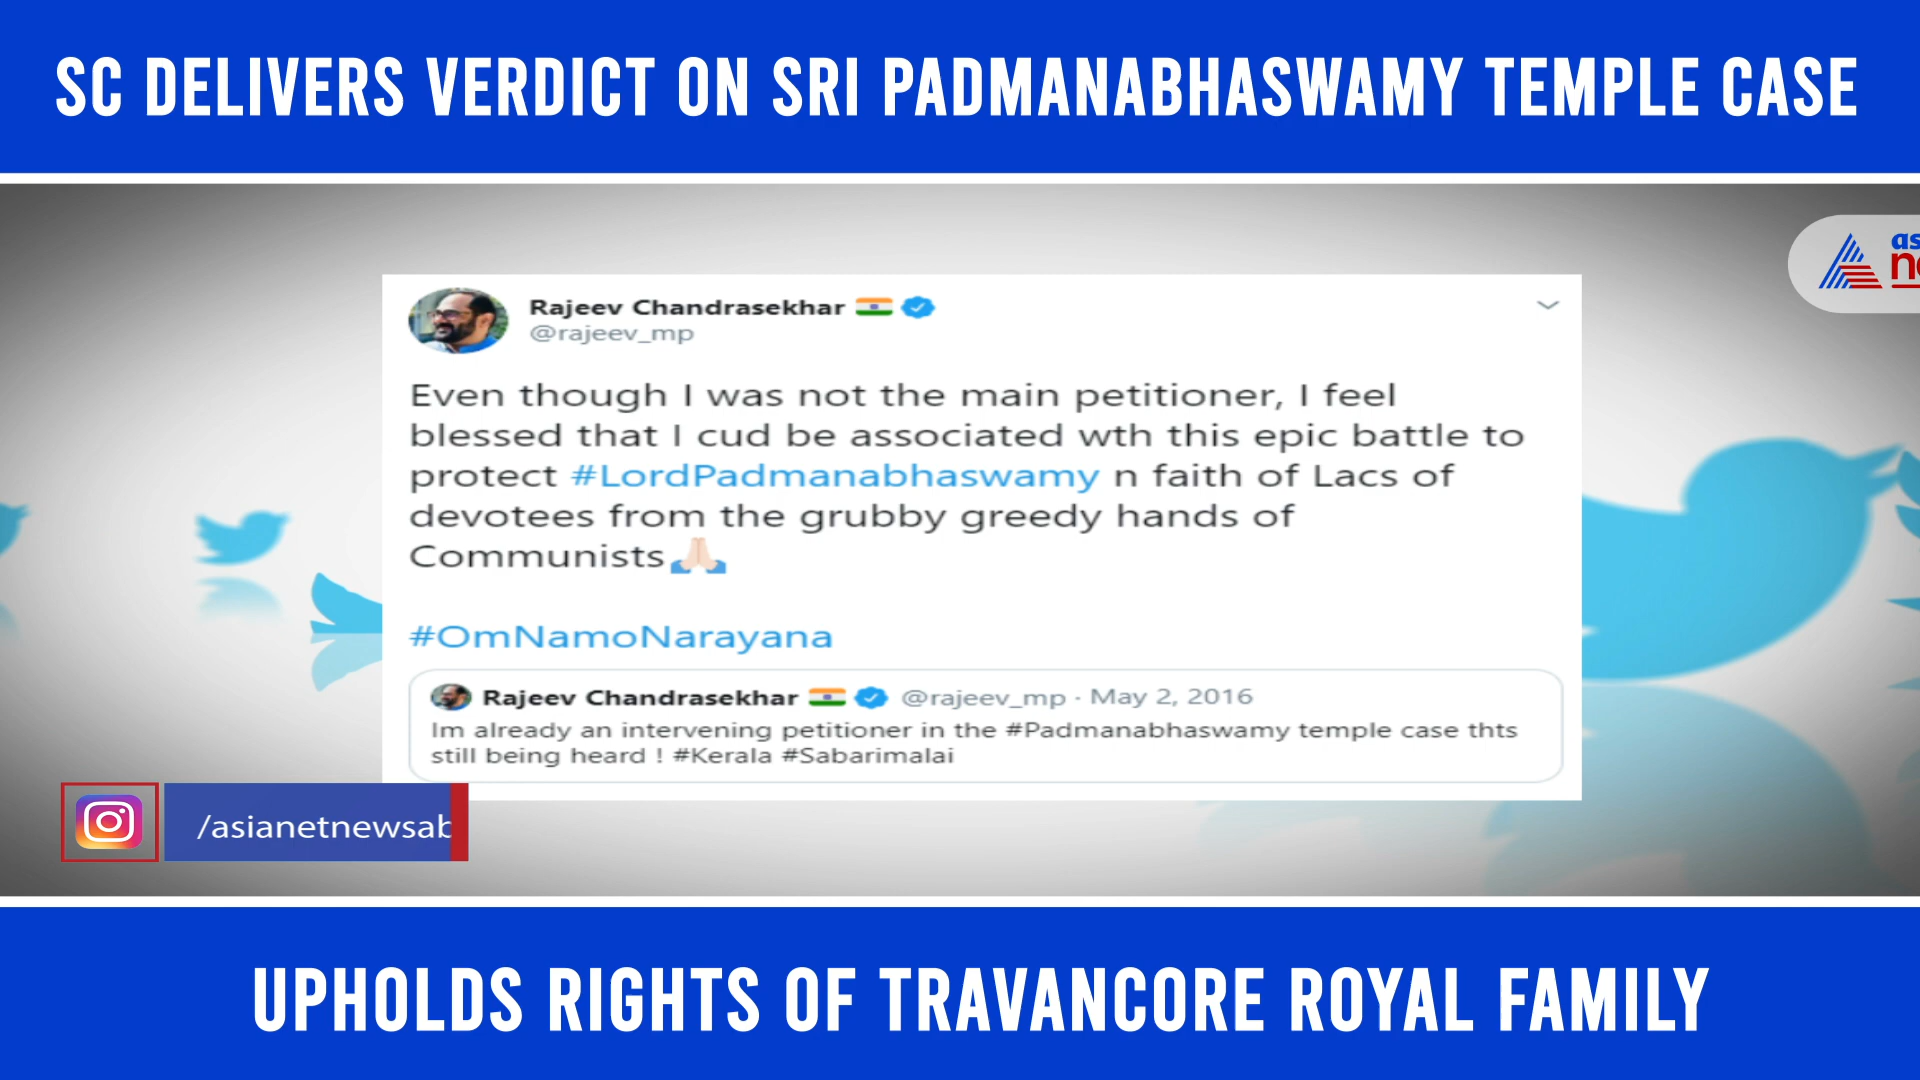 SC DELIVERS VERDICT ON SRI PADMANABHASWAMY TEMPLE CASE
Rajeev Chandrasekhar
@rajeev_mp
Even though I was not the main petitioner, I feel
blessed that I cud be associated wth this epic battle to
protect #LordPadmanabhaswamy n faith of Lacs of
devotees from the grubby greedy hands of
Communists
#OmNamoNarayana
Rajeev Chandrasekhar @rajeev_mp · May 2, 2016
Im already an intervening petitioner in the #Padmanabhaswamy temple case thts
still being heard ! #Kerala #Sabarimalai
/asianetnewsab
UPHOLDS RIGHTS OF TRAVANCORE ROYAL FAMILY